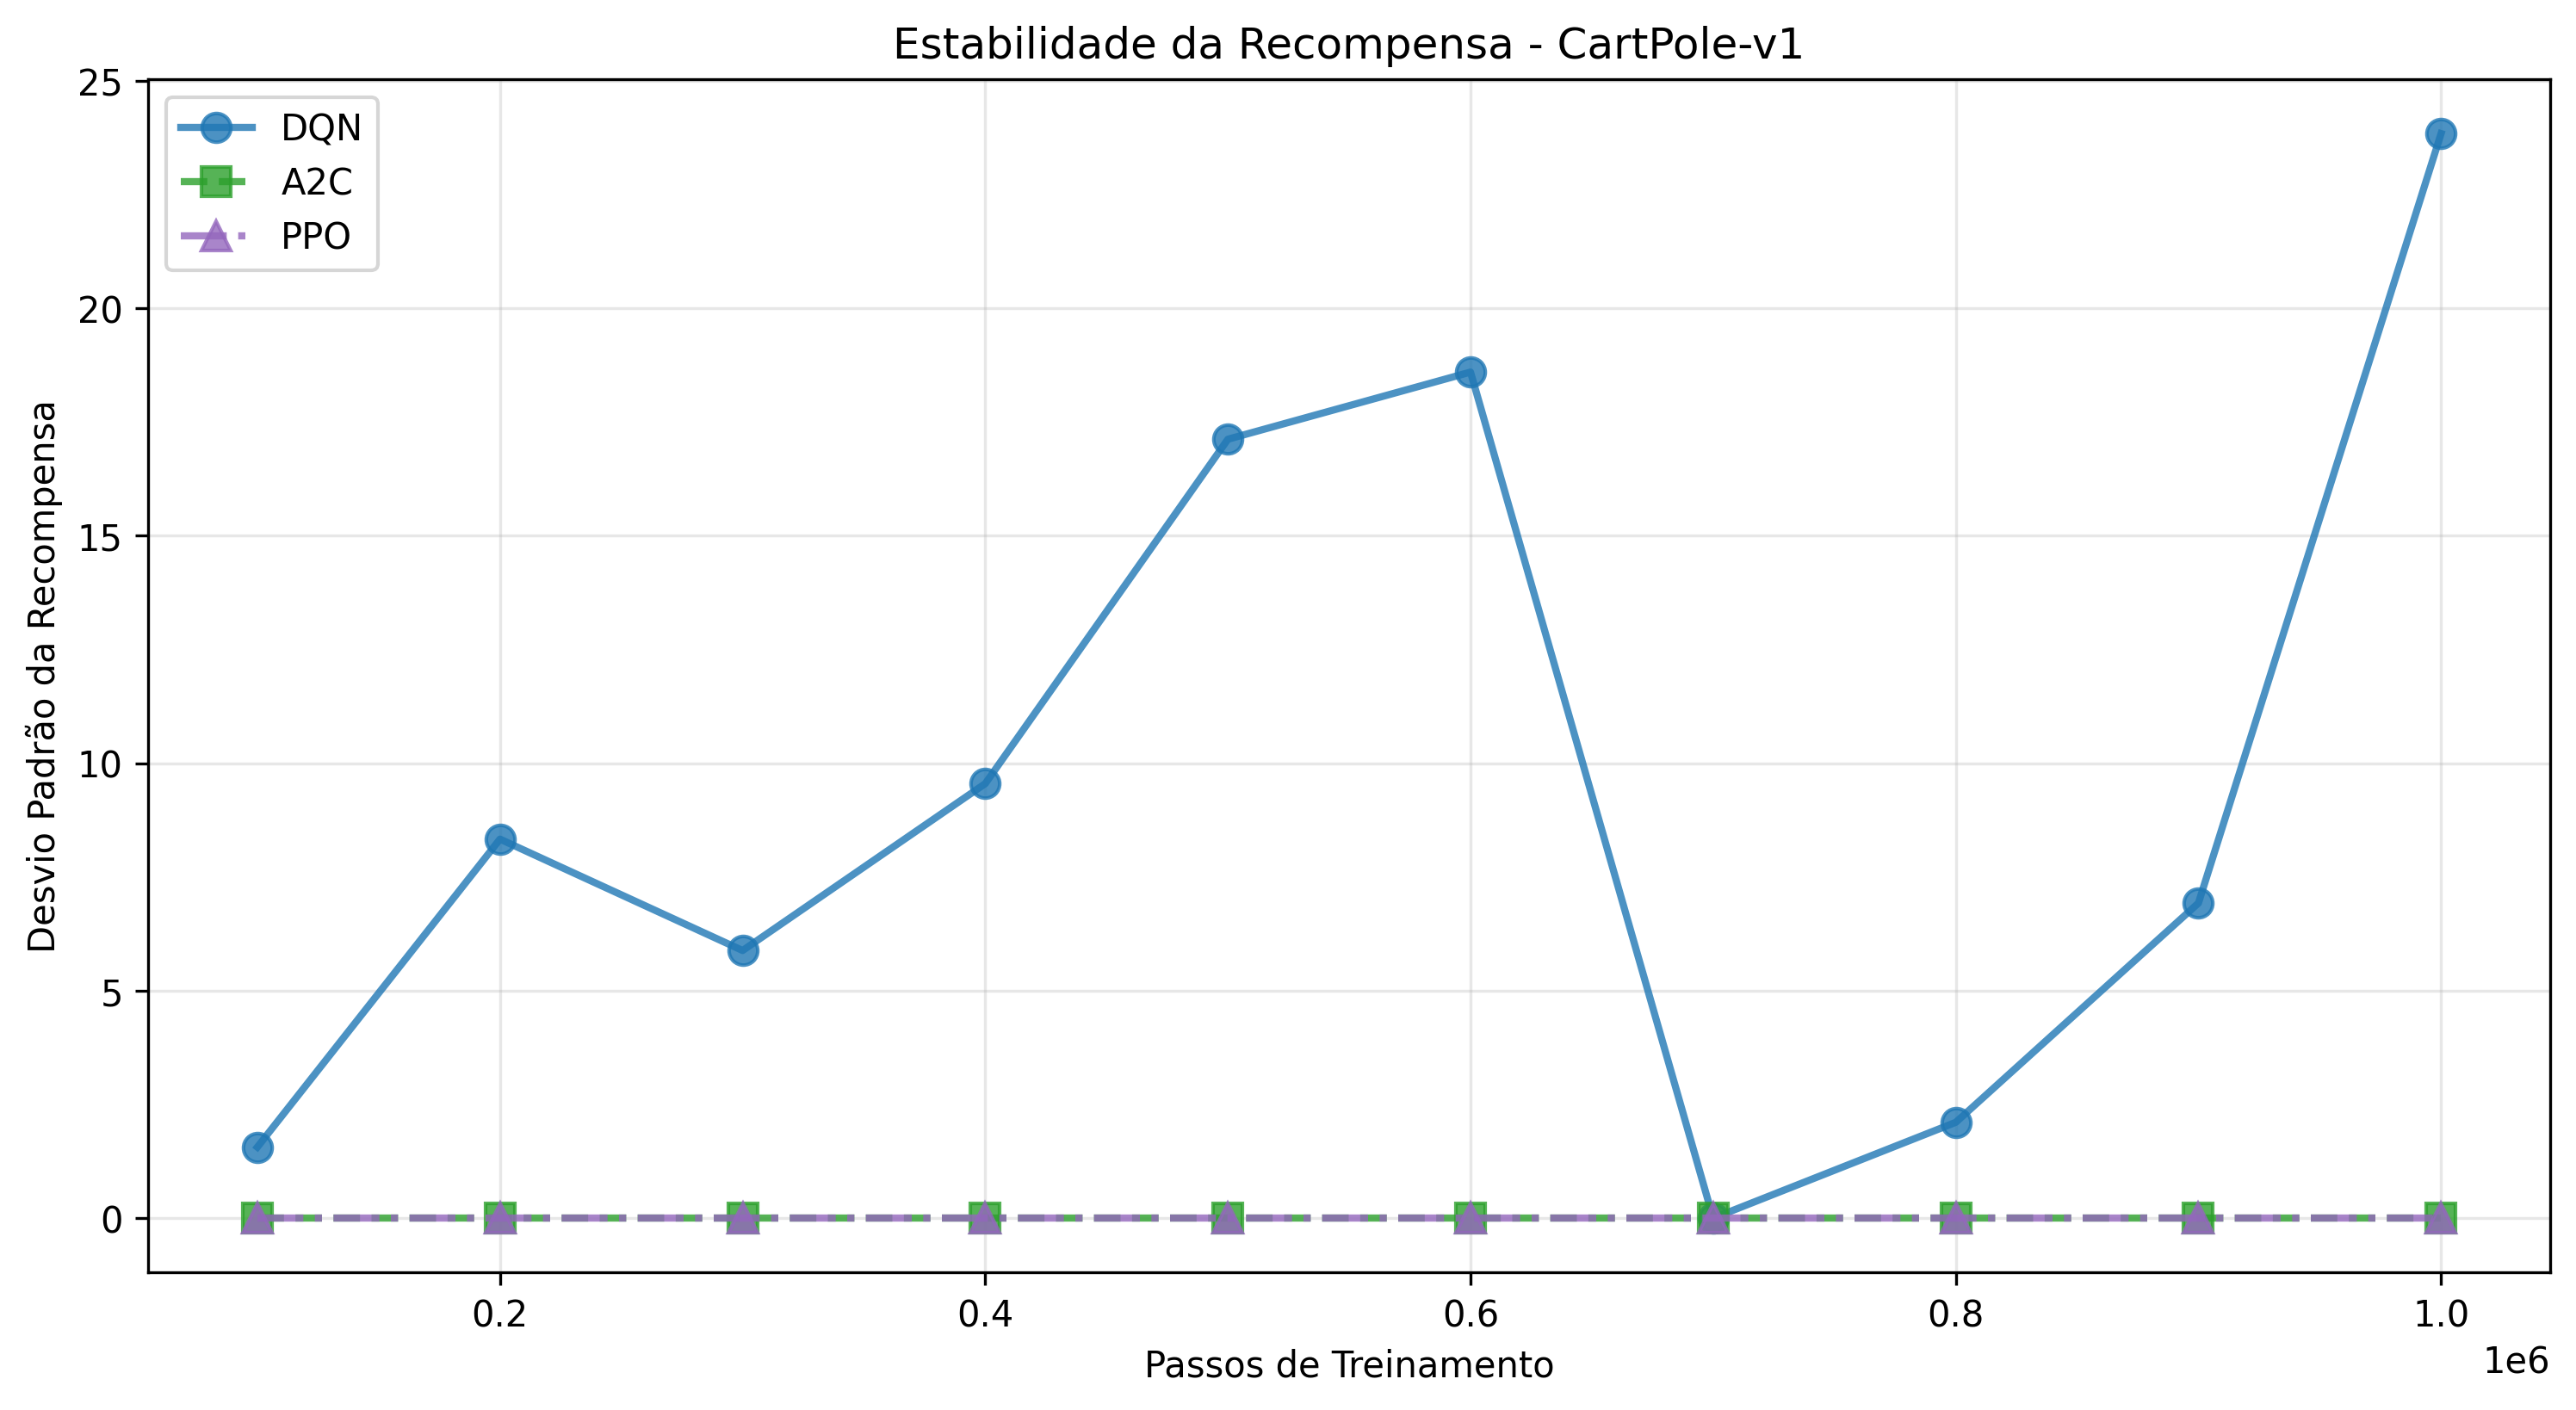 Estabilidade da Recompensa - CartPole-v1
25
20
15
10
5
0
DQN
A2C
PPO
Desvio Padrão da Recompensa
0.2
0.4
0.6
0.8
1.0
1e6
Passos de Treinamento